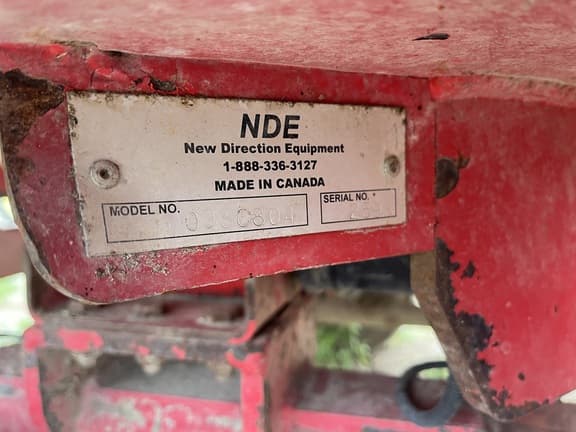 NDE
New Direction Equipment
1-888-336-3127
MADE IN CANADA
MODEL NO.
SERIAL NO.